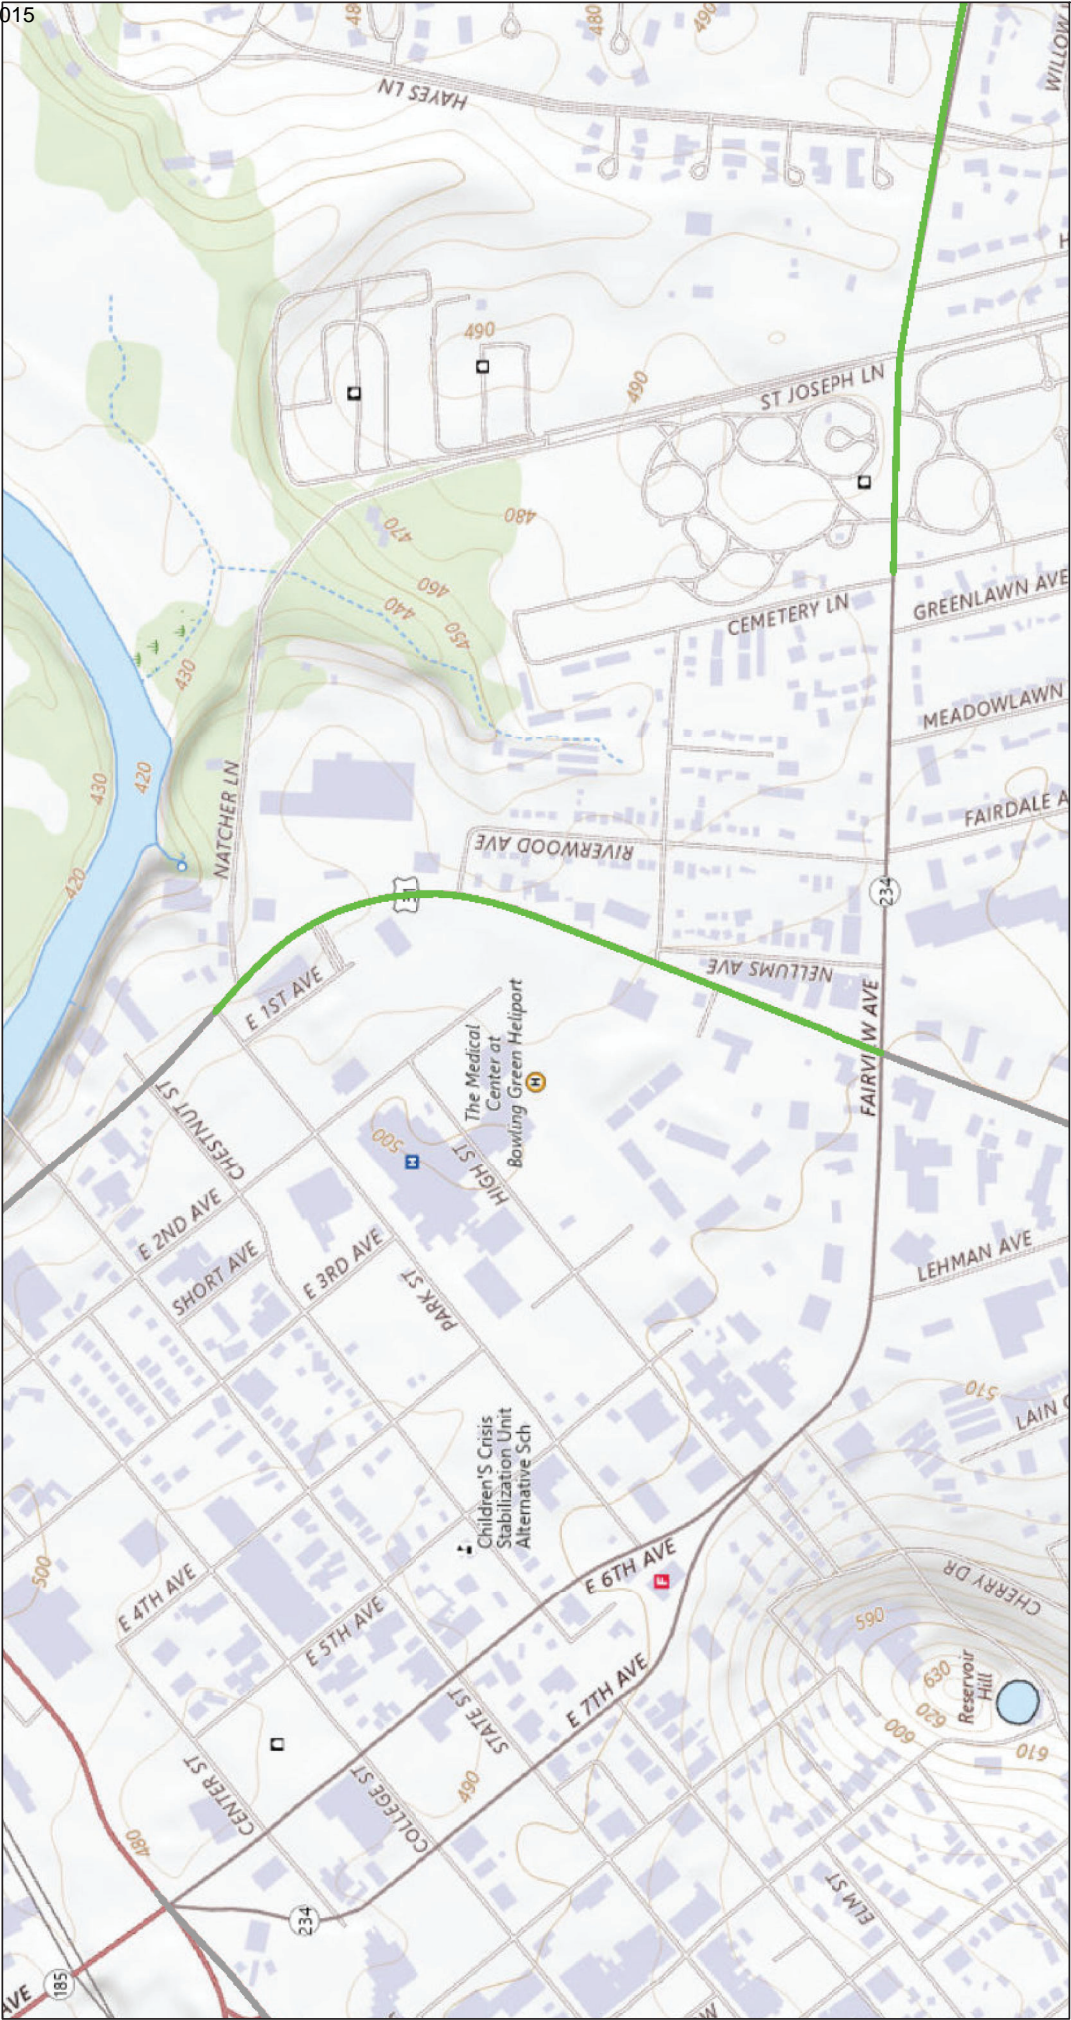 015
480
480
490
WILLOW
HAYES LN
490
490
ST JOSEPH LN
480
470
460
440
450
CEMETERY LN
GREENLAWN AVE
430
MEADOWLAWN
430
420
420
NATCHER LN
RIVERWOOD AVE
FAIRDALE A
31
234
NELLUMS AVE
E 1ST AVE
The Medical
Center at
Bowling Green Heliport
H
FAIRVIEW AVE
CHESTNUT ST
500
H
HIGH ST
E 2ND AVE
SHORT AVE
E 3RD AVE
PARK ST
LEHMAN AVE
510
LAIN
Children'S Crisis
Stabilization Unit
Alternative Sch
500
E 4TH AVE
E 5TH AVE
E 6TH AVE
F
CHERRY DR
590
E 7TH AVE
630
620
600
610
Reservoir
Hill
STATE ST
CENTER ST
COLLEGE ST
490
480
ELM ST
234
185
AVE
W